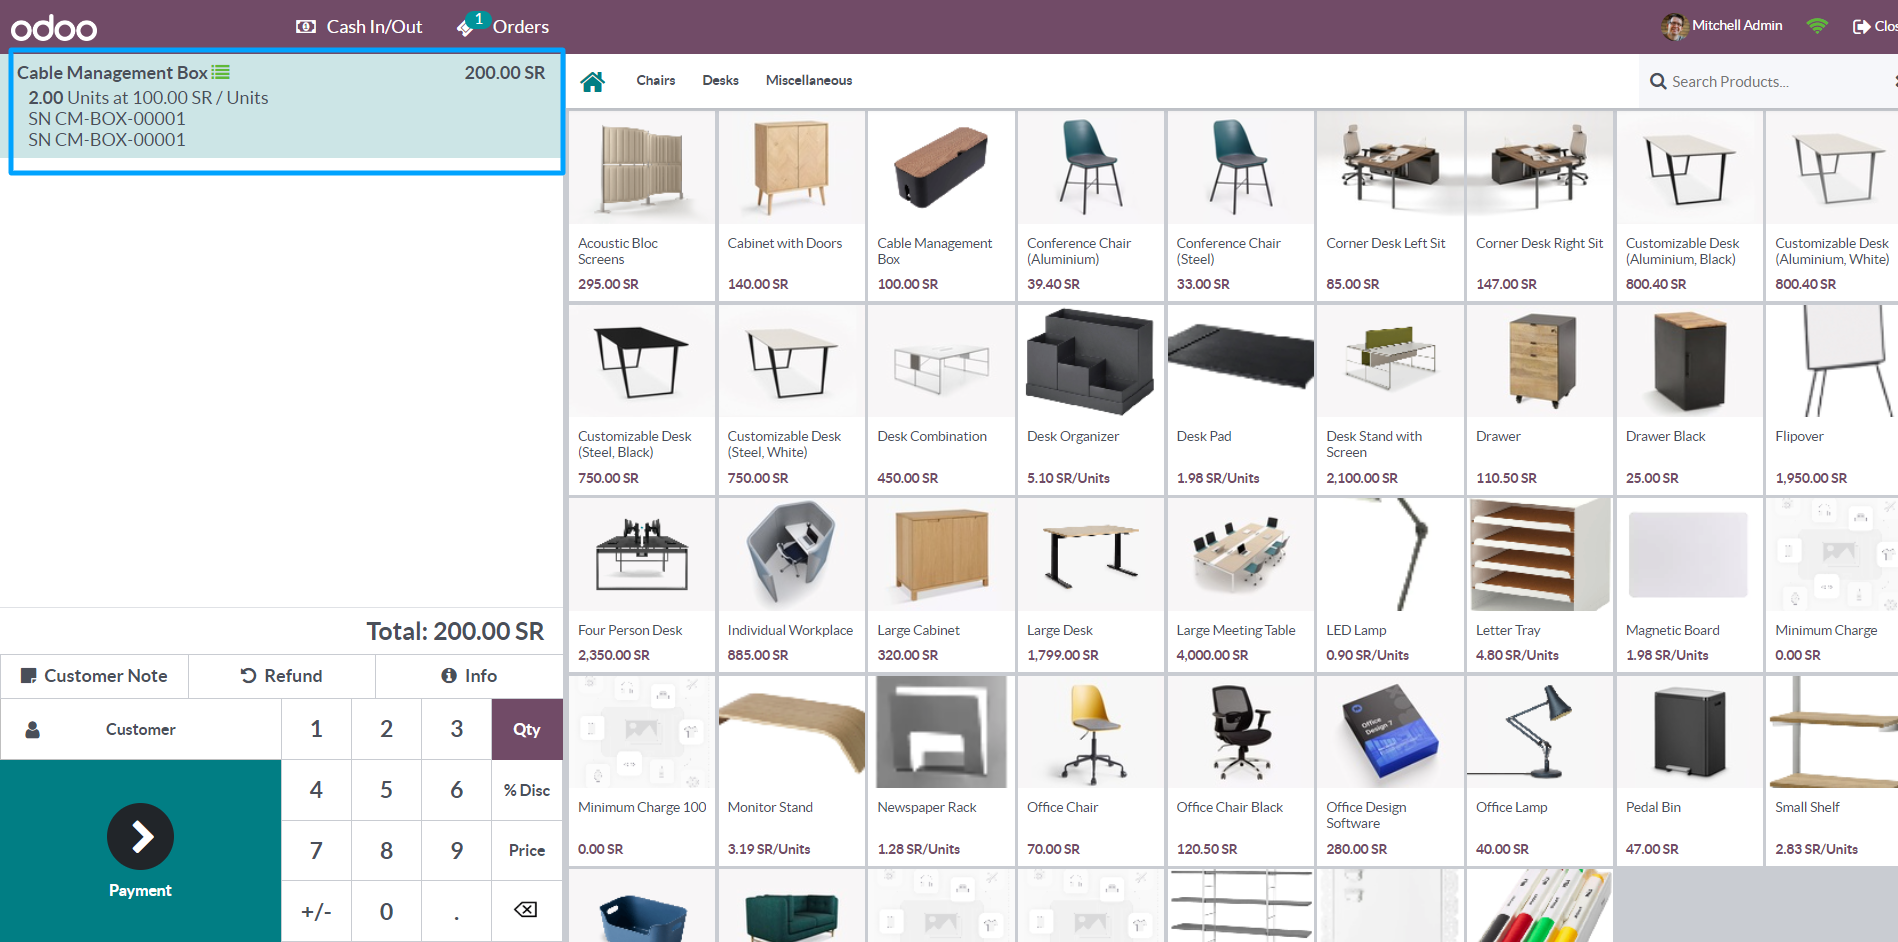 odoo
Cash In/Out
1
Orders
Mitchell Admin
Clos
Cable Management Box 200.00 SR
2.00 Units at 100.00 SR / Units
SN CM-BOX-00001
SN CM-BOX-00001
Chairs
Desks
Miscellaneous
Search Products...
Acoustic Bloc
Screens
295.00 SR
Cabinet with Doors
140.00 SR
Cable Management
Box
100.00 SR
Conference Chair
(Aluminium)
39.40 SR
Conference Chair
(Steel)
33.00 SR
Corner Desk Left Sit
85.00 SR
Corner Desk Right Sit
147.00 SR
Customizable Desk
(Aluminium, Black)
800.40 SR
Customizable Desk
(Aluminium, White)
800.40 SR
Customizable Desk
(Steel, Black)
750.00 SR
Customizable Desk
(Steel, White)
750.00 SR
Desk Combination
450.00 SR
Desk Organizer
5.10 SR/Units
Desk Pad
1.98 SR/Units
Desk Stand with
Screen
2,100.00 SR
Drawer
110.50 SR
Drawer Black
25.00 SR
Flipover
1,950.00 SR
Four Person Desk
2,350.00 SR
Individual Workplace
885.00 SR
Large Cabinet
320.00 SR
Large Desk
1,799.00 SR
Large Meeting Table
4,000.00 SR
LED Lamp
0.90 SR/Units
Letter Tray
4.80 SR/Units
Magnetic Board
1.98 SR/Units
Minimum Charge
0.00 SR
Minimum Charge 100
0.00 SR
Monitor Stand
3.19 SR/Units
Newspaper Rack
1.28 SR/Units
Office Chair
70.00 SR
Office Chair Black
120.50 SR
Office
Design 7
Office Design
Software
280.00 SR
Office Lamp
40.00 SR
Pedal Bin
47.00 SR
Small Shelf
2.83 SR/Units
Total: 200.00 SR
Customer Note
Refund
Info
Customer
Payment
1 2 3 Qty
4 5 6 % Disc
7 8 9 Price
+/- 0 .